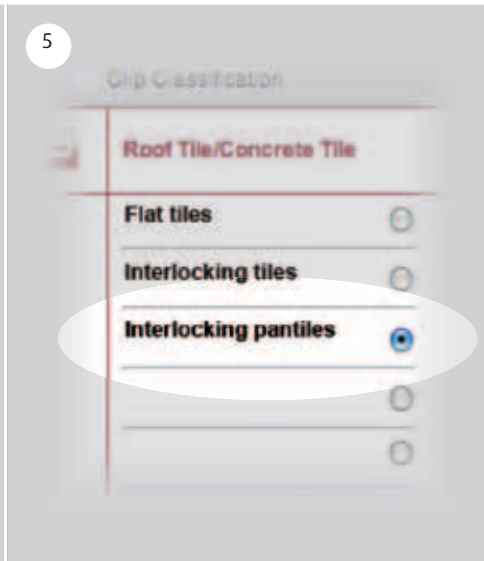 5
Clip Classification
Roof Tile/Concrete Tile
Flat tiles
Interlocking tiles
Interlocking pantiles